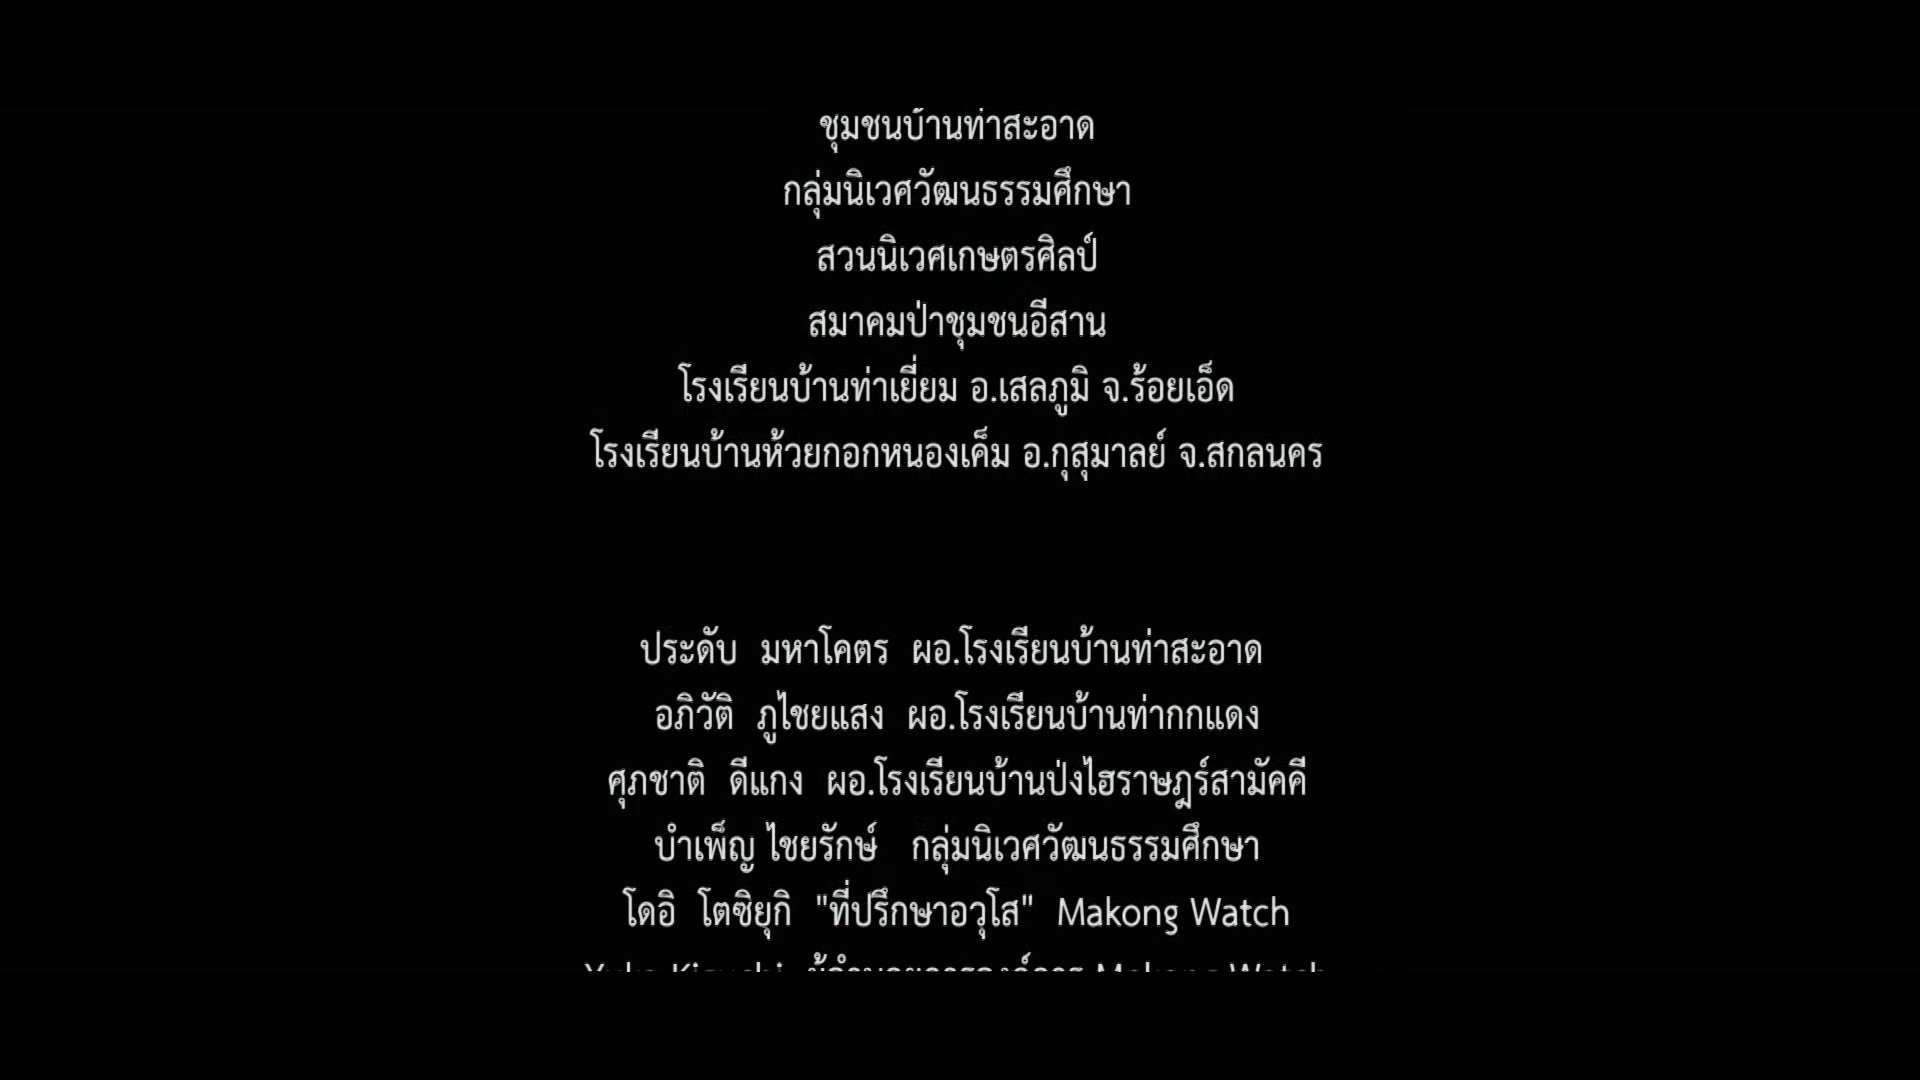 ชุมชนบ้านท่าสะอาด
กลุ่มนิเวศวัฒนธรรมศึกษา
สวนนิเวศเกษตรศิลป์
สมาคมป่าชุมชนอีสาน
โรงเรียนบ้านท่าเยี่ยม อ.เสลภูมิ จ.ร้อยเอ็ด
โรงเรียนบ้านห้วยกอกหนองเค็ม อ.กุสุมาลย์ จ.สกลนคร
ประดับ มหาโคตร ผอ.โรงเรียนบ้านท่าสะอาด
อภิวัติ ภูไชยแสง ผอ.โรงเรียนบ้านท่ากกแดง
ศุภชาติ ดีแกง ผอ.โรงเรียนบ้านป่งไฮราษฎร์สามัคคี
บำเพ็ญ ไชยรักษ์ กลุ่มนิเวศวัฒนธรรมศึกษา
โดอิ โตซิยุกิ "ที่ปรึกษาอวุโส" Makong Watch
Makong Watch